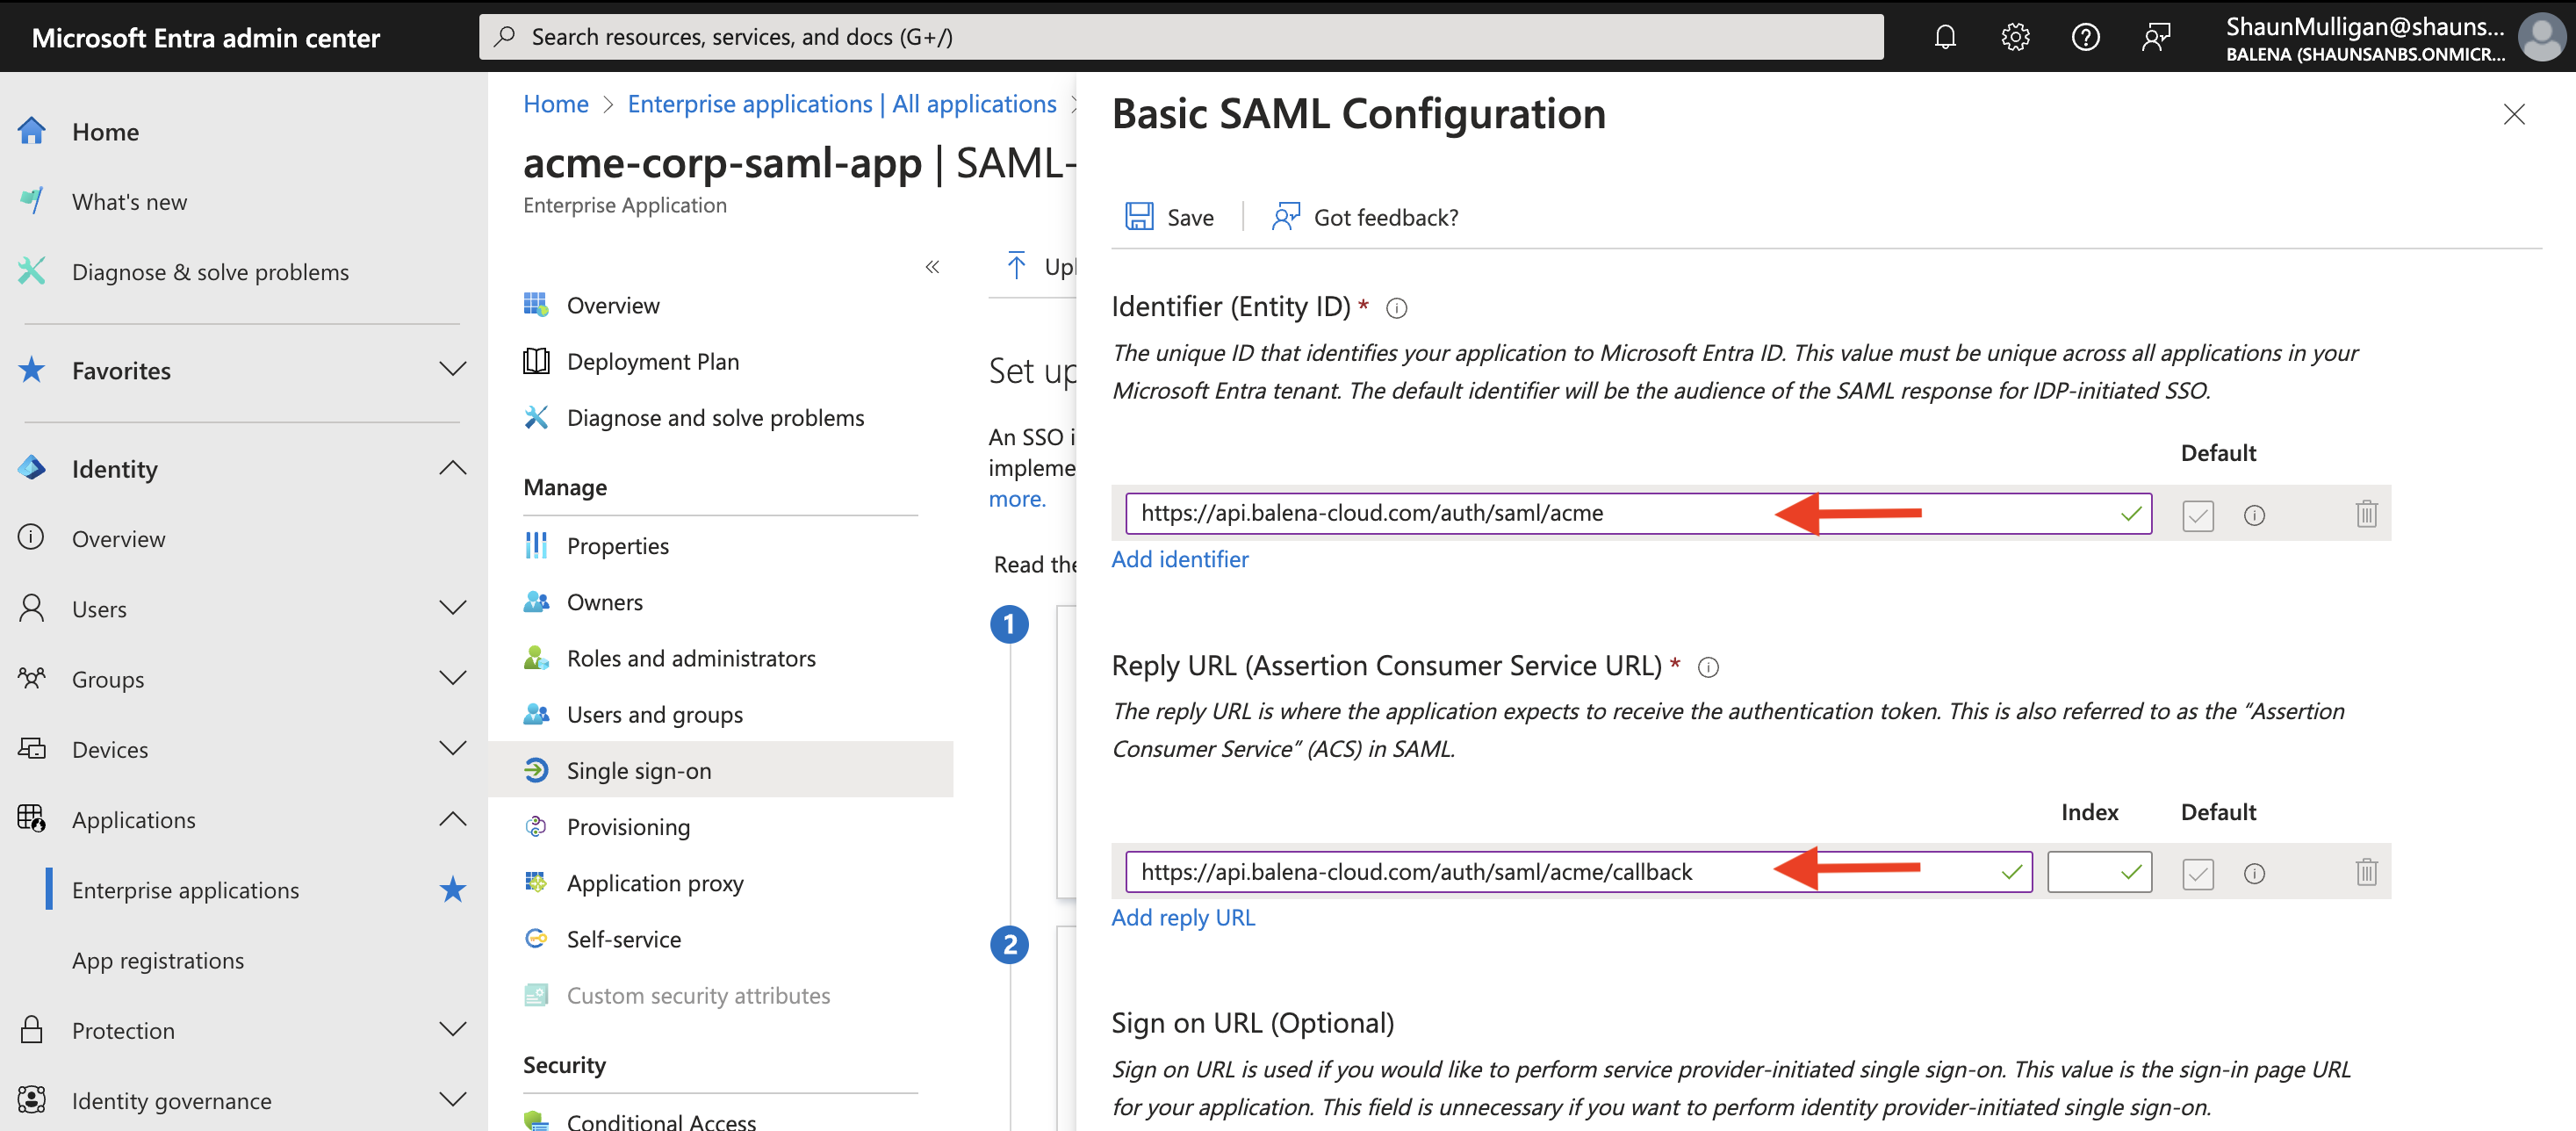 Microsoft Entra admin center
Search resources, services, and docs (G+/)
ShaunMulligan@shauns...
BALENA (SHAUNSANBS.ONMICR...
Home
What's new
Diagnose & solve problems
Favorites
Identity
Overview
Users
Groups
Devices
Applications
Enterprise applications
App registrations
Protection
Identity governance
Home > Enterprise applications | All applications >
acme-corp-saml-app | SAML-
Enterprise Application
Overview
Deployment Plan
Diagnose and solve problems
Manage
Properties
Owners
Roles and administrators
Users and groups
Single sign-on
Provisioning
Application proxy
Self-service
Custom security attributes
Security
Conditional Access
Upl
Set up
An SSO i
impleme
more.
Read the
1
2
Basic SAML Configuration
Save
Got feedback?
Identifier (Entity ID) *
The unique ID that identifies your application to Microsoft Entra ID. This value must be unique across all applications in your
Microsoft Entra tenant. The default identifier will be the audience of the SAML response for IDP-initiated SSO.
Default
https://api.balena-cloud.com/auth/saml/acme
Add identifier
Reply URL (Assertion Consumer Service URL) *
The reply URL is where the application expects to receive the authentication token. This is also referred to as the “Assertion
Consumer Service” (ACS) in SAML.
Index Default
https://api.balena-cloud.com/auth/saml/acme/callback
Add reply URL
Sign on URL (Optional)
Sign on URL is used if you would like to perform service provider-initiated single sign-on. This value is the sign-in page URL
for your application. This field is unnecessary if you want to perform identity provider-initiated single sign-on.